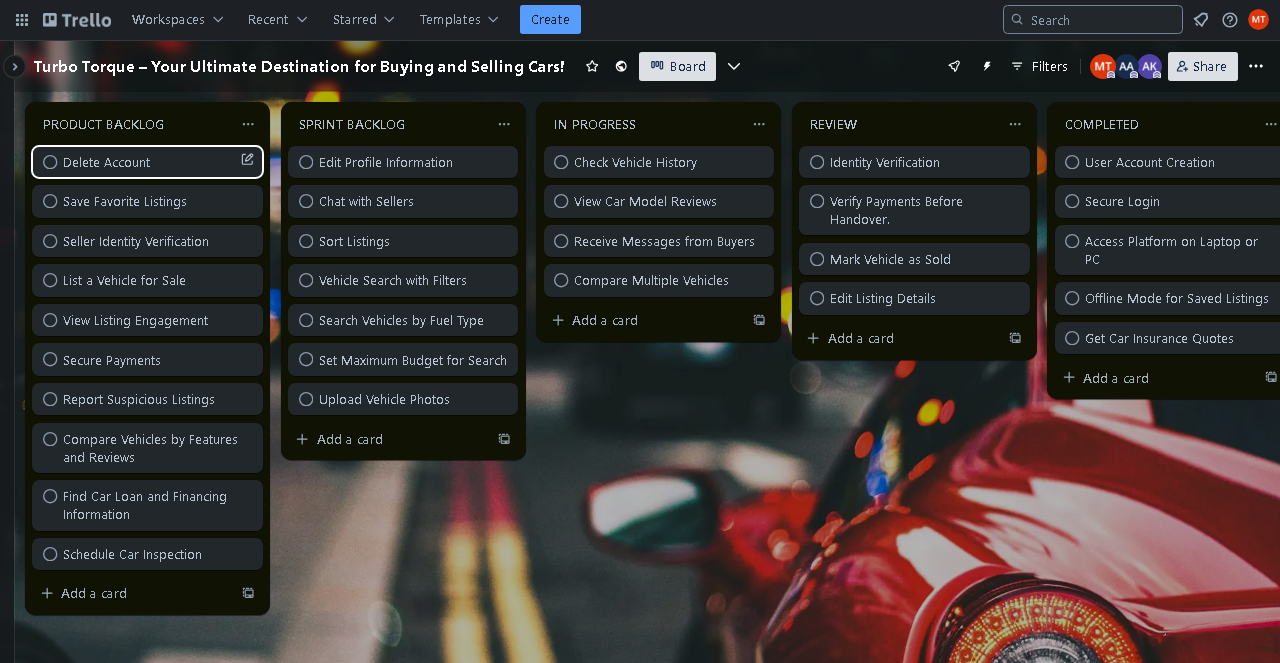 Trello Workspaces Recent Starred Templates Create Search MT
Turbo Torque – Your Ultimate Destination for Buying and Selling Cars! Board Filters MT AA AK Share
PRODUCT BACKLOG
Delete Account
Save Favorite Listings
Seller Identity Verification
List a Vehicle for Sale
View Listing Engagement
Secure Payments
Report Suspicious Listings
Compare Vehicles by Features
and Reviews
Find Car Loan and Financing
Information
Schedule Car Inspection
Add a card
SPRINT BACKLOG
Edit Profile Information
Chat with Sellers
Sort Listings
Vehicle Search with Filters
Search Vehicles by Fuel Type
Set Maximum Budget for Search
Upload Vehicle Photos
Add a card
IN PROGRESS
Check Vehicle History
View Car Model Reviews
Receive Messages from Buyers
Compare Multiple Vehicles
Add a card
REVIEW
Identity Verification
Verify Payments Before
Handover.
Mark Vehicle as Sold
Edit Listing Details
Add a card
COMPLETED
User Account Creation
Secure Login
Access Platform on Laptop or
PC
Offline Mode for Saved Listings
Get Car Insurance Quotes
Add a card